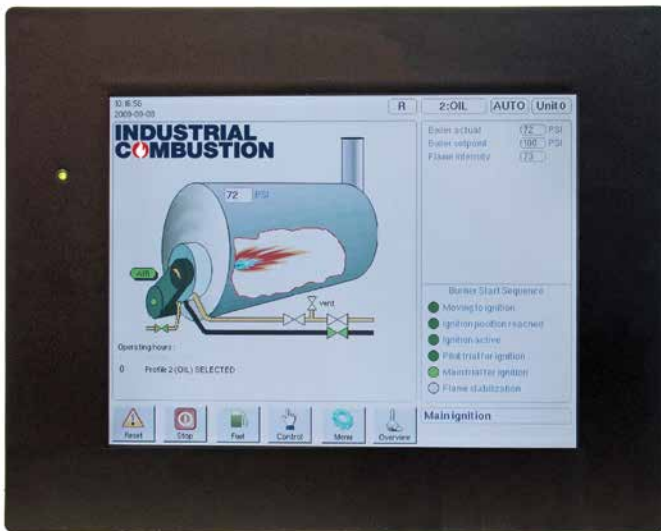 10:16:56
2009-09-08
R 2:OIL AUTO Unit 0
INDUSTRIAL
COMBUSTION
Boiler actual 72 PSI
Boiler setpoint 100 PSI
Flame intensity 73
72 PSI
AIR
vent
Operating hours:
0 Profile 2 (OIL) SELECTED
Burner Start Sequence
Moving to ignition
Ignition position reached
Ignition active
Pilot trial for ignition
Main trial for ignition
Flame stabilization
Main ignition
Reset Stop Fuel Control Menu Overview